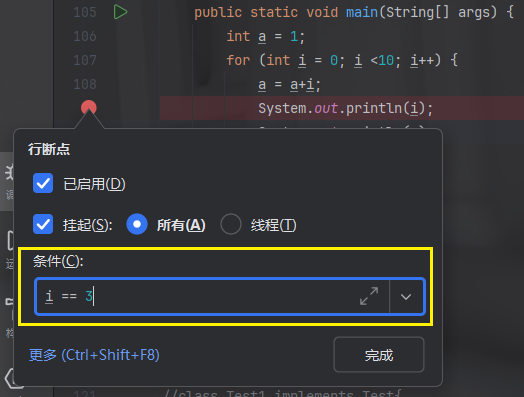 105 public static void main(String[] args) {
106 int a = 1;
107 for (int i = 0; i <10; i++) {
108 a = a+i;
System.out.println(i);
行断点
已启用(D)
挂起(S): 所有(A) 线程(T)
条件(C):
i == 3
更多 (Ctrl+Shift+F8) 完成
121 //class Test1 implements Test{